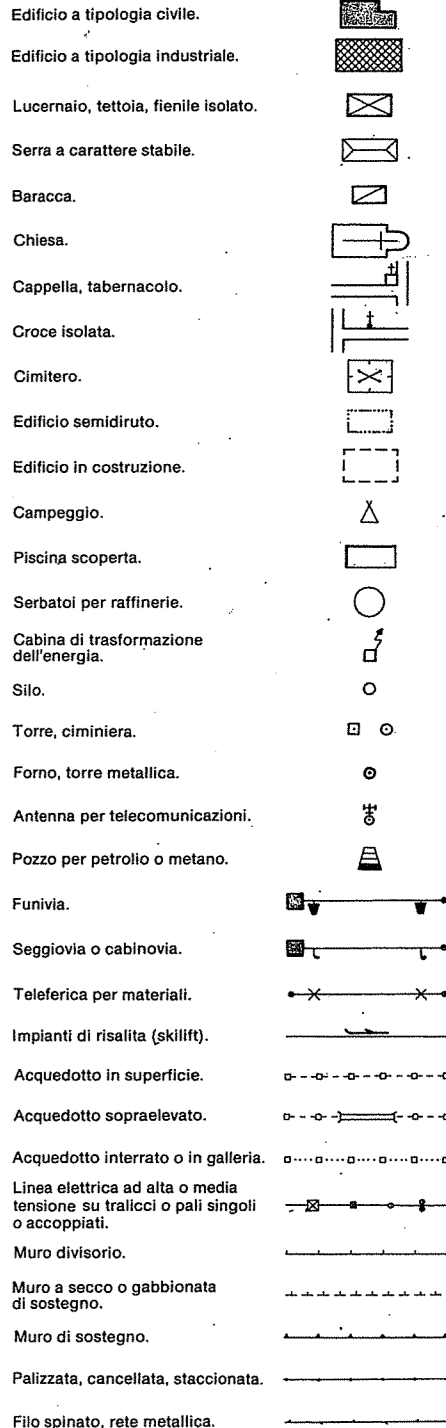 Edificio a tipologia civile.
Edificio a tipologia industriale.
Lucernaio, tettoia, fienile isolato.
Serra a carattere stabile.
Baracca.
Chiesa.
Cappella, tabernacolo.
Croce isolata.
Cimitero.
Edificio semidiruto.
Edificio in costruzione.
Campeggio.
Piscina scoperta.
Serbatoi per raffinerie.
Cabina di trasformazione
dell'energia.
Silo.
Torre, ciminiera.
Forno, torre metallica.
Antenna per telecomunicazioni.
Pozzo per petrolio o metano.
Funivia.
Seggiovia o cabinovia.
Teleferica per materiali.
Impianti di risalita (skilift).
Acquedotto in superficie.
Acquedotto sopraelevato.
Acquedotto interrato o in galleria.
Linea elettrica ad alta o media
tensione su tralicci o pali singoli
o accoppiati.
Muro divisorio.
Muro a secco o gabbionata
di sostegno.
Muro di sostegno.
Palizzata, cancellata, staccionata.
Filo spinato, rete metallica.